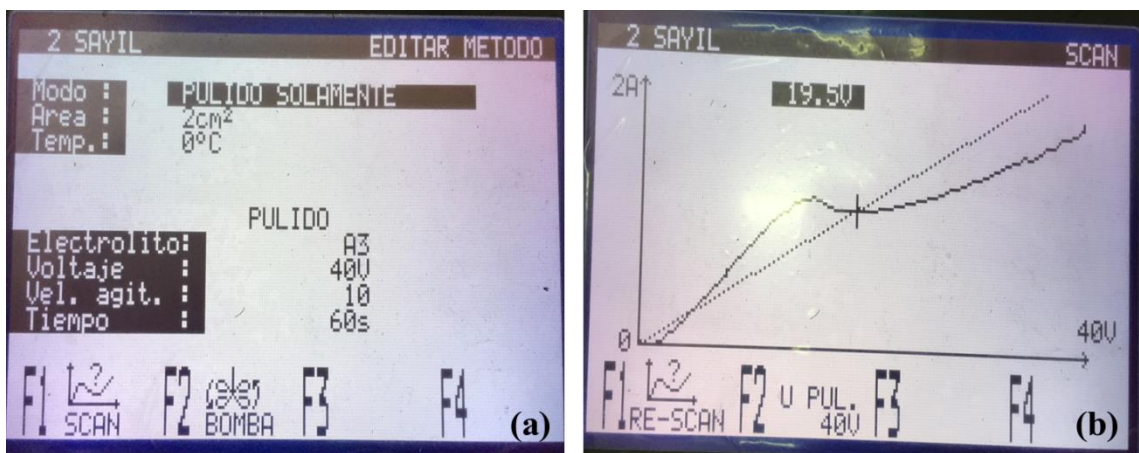 2 SAYIL EDITAR METODO
Modo : PULIDO SOLAMENTE
Area : 2cm²
Temp.: 0ºC
PULIDO
Electrolito: A3
Voltaje : 40V
Vel. agit. : 10
Tiempo : 60s
F1 ? SCAN F2 BOMBA F3 F4
(a)
2 SAYIL SCAN
2A
19.5V
0 40V
F1 ? RE-SCAN F2 U PUL. 40V F3 F4
(b)